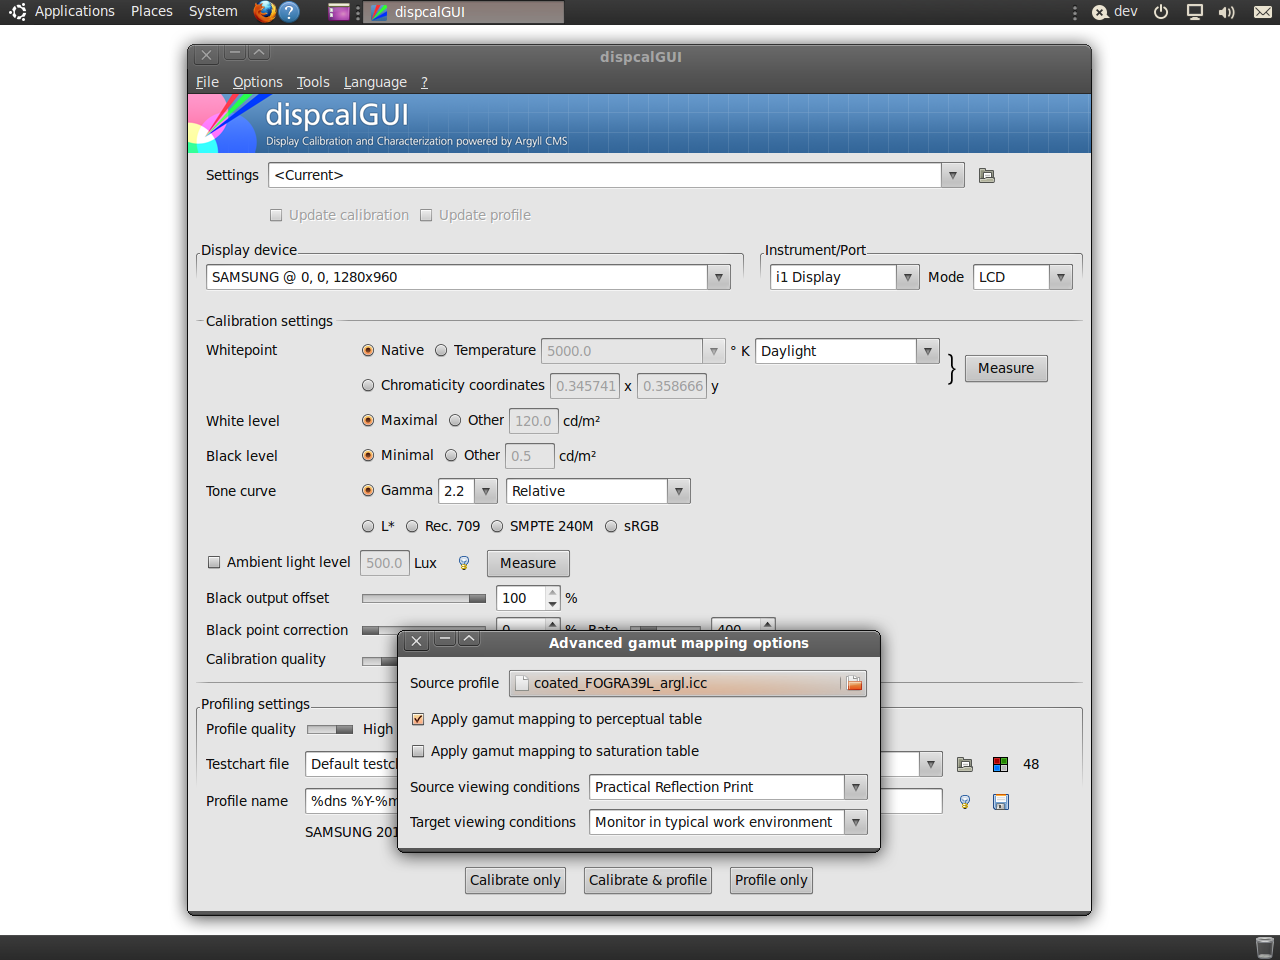 Applications Places System dispcalGUI dev
dispcalGUI
File Options Tools Language ?
dispcalGUI
Display Calibration and Characterization powered by Argyll CMS
Settings <Current>
Update calibration Update profile
Display device Instrument/Port
SAMSUNG @ 0, 0, 1280x960 i1 Display Mode LCD
Calibration settings
Whitepoint Native Temperature 5000.0 ° K Daylight } Measure
Chromaticity coordinates 0.345741 x 0.358666 y
White level Maximal Other 120.0 cd/m²
Black level Minimal Other 0.5 cd/m²
Tone curve Gamma 2.2 Relative
L* Rec. 709 SMPTE 240M sRGB
Ambient light level 500.0 Lux Measure
Black output offset 100 %
Black point correction 0 % Rate 400
Advanced gamut mapping options
Calibration quality
Source profile coated_FOGRA39L_argl.icc
Profiling settings
Apply gamut mapping to perceptual table
Profile quality High
Apply gamut mapping to saturation table
Testchart file Default testc 48
Source viewing conditions Practical Reflection Print
Profile name %dns %Y-%m
Target viewing conditions Monitor in typical work environment
SAMSUNG 201
Calibrate only Calibrate & profile Profile only